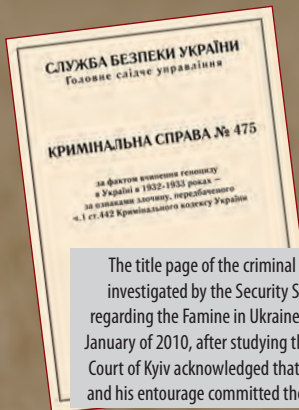 СЛУЖБА БЕЗПЕКИ УКРАЇНИ
Головне слідче управління
КРИМІНАЛЬНА СПРАВА № 475
за фактом вчинення геноциду
в Україні в 1932-1933 роках –
за ознаками злочину, передбаченого
ч.1 ст.442 Кримінального кодексу України
The title page of the criminal
investigated by the Security S
regarding the Famine in Ukraine
January of 2010, after studying th
Court of Kyiv acknowledged that
and his entourage committed the